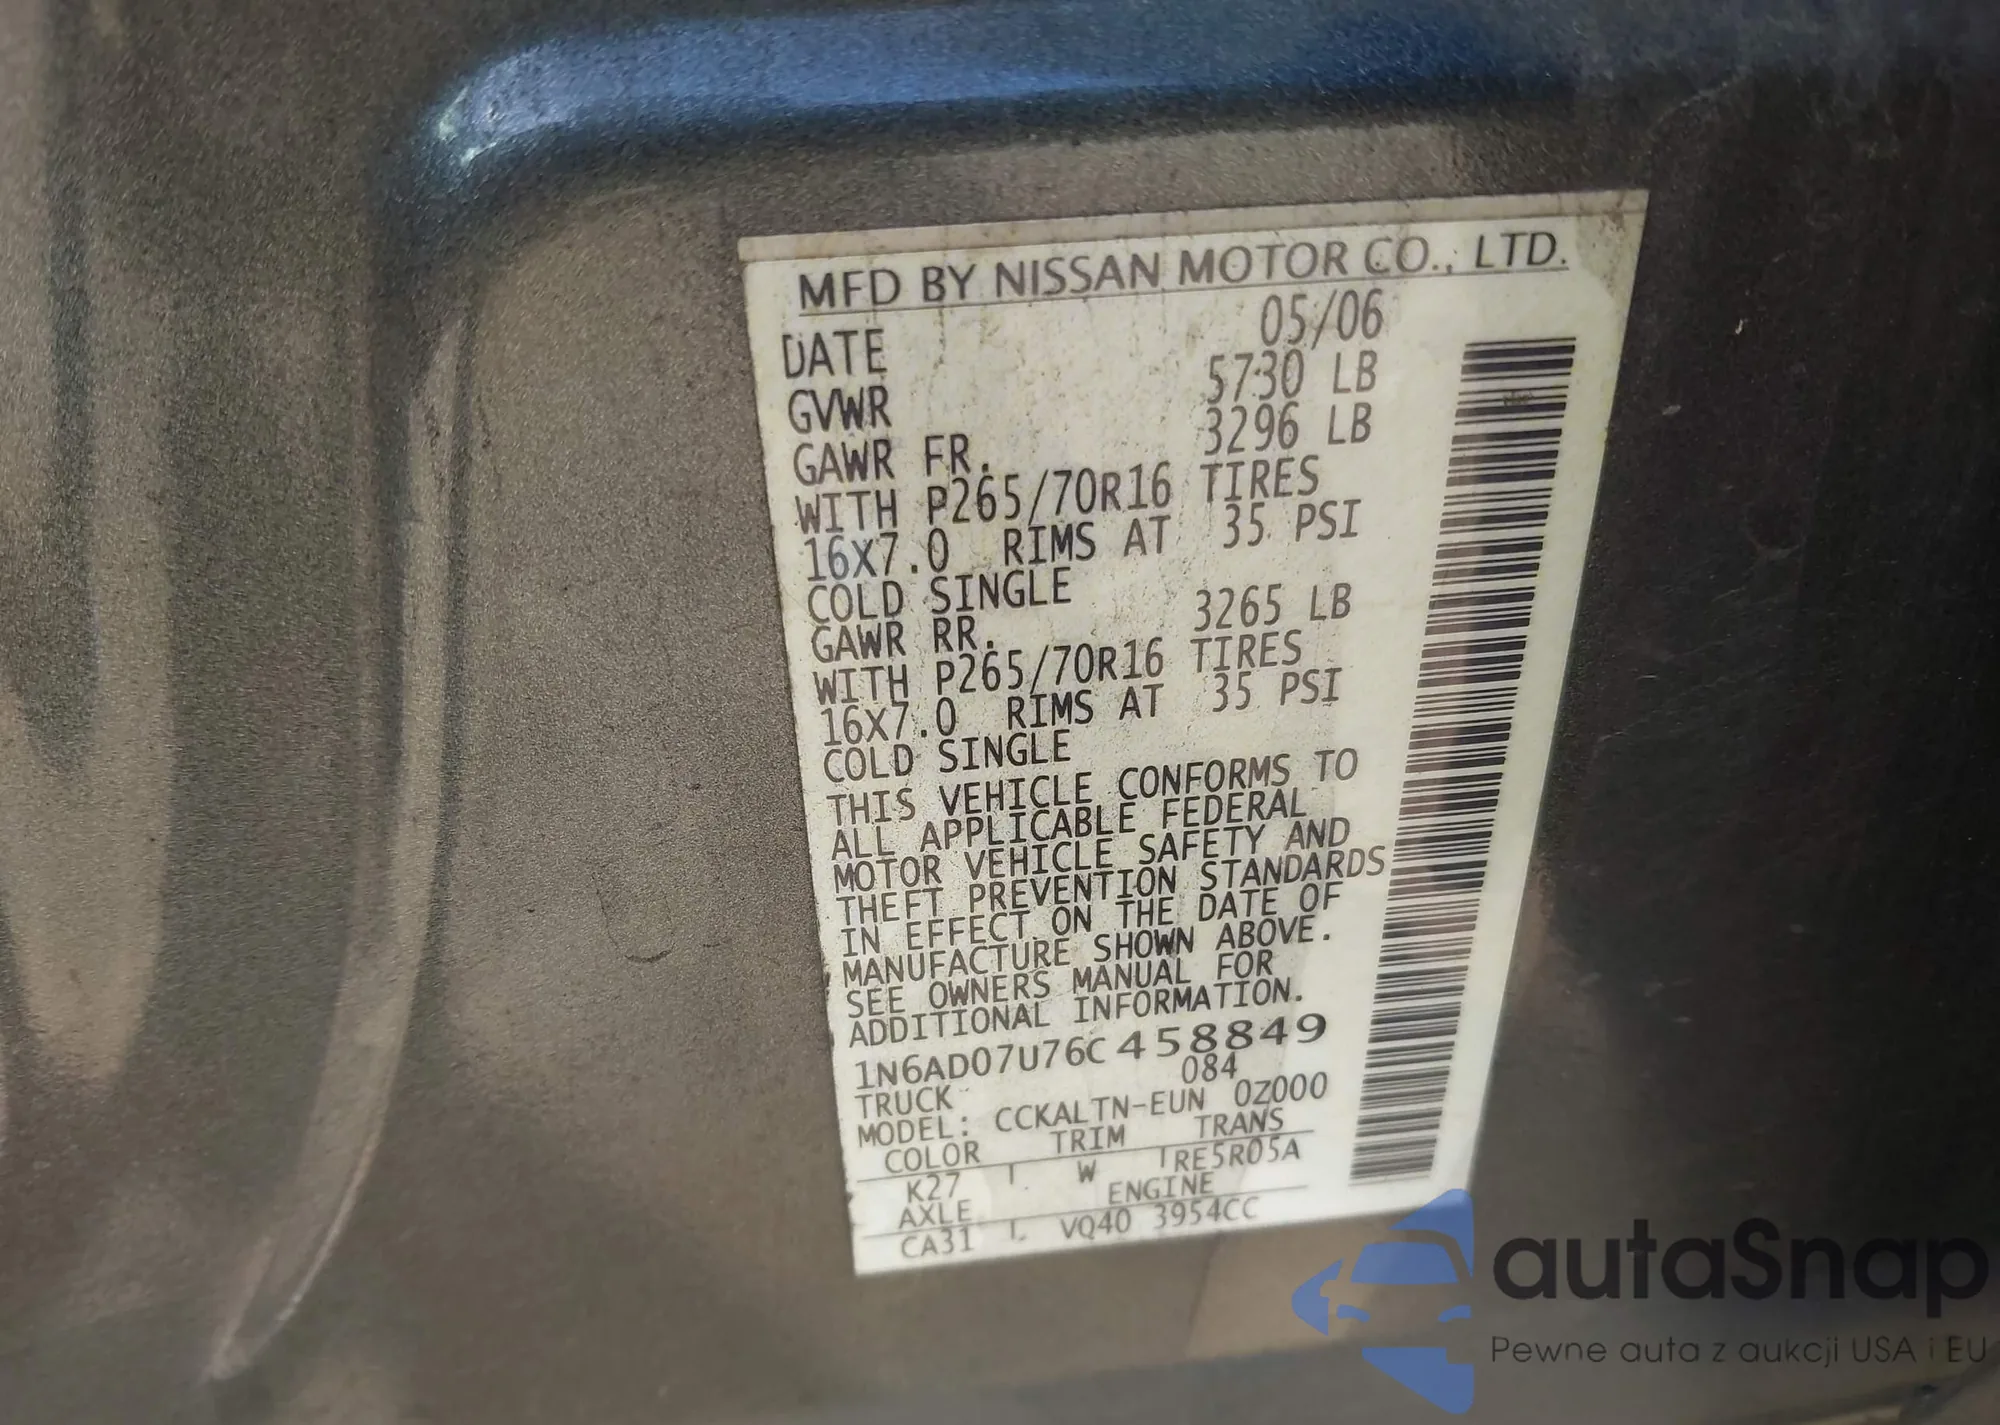 MFD BY NISSAN MOTOR CO., LTD.
DATE 05/06
GVWR 5730 LB
GAWR FR. 3296 LB
WITH P265/70R16 TIRES
16X7.0 RIMS AT 35 PSI
COLD SINGLE
GAWR RR. 3265 LB
WITH P265/70R16 TIRES
16X7.0 RIMS AT 35 PSI
COLD SINGLE
THIS VEHICLE CONFORMS TO
ALL APPLICABLE FEDERAL
MOTOR VEHICLE SAFETY AND
THEFT PREVENTION STANDARDS
IN EFFECT ON THE DATE OF
MANUFACTURE SHOWN ABOVE.
SEE OWNERS MANUAL FOR
ADDITIONAL INFORMATION.
1N6AD07U76C458849
TRUCK 084
MODEL: CCKALTN-EUN 0Z000
COLOR TRIM TRANS
K27 W RE5R05A
AXLE ENGINE
CA31 VQ40 3954CC
autaSnap
Pewne auta z aukcji USA i EU